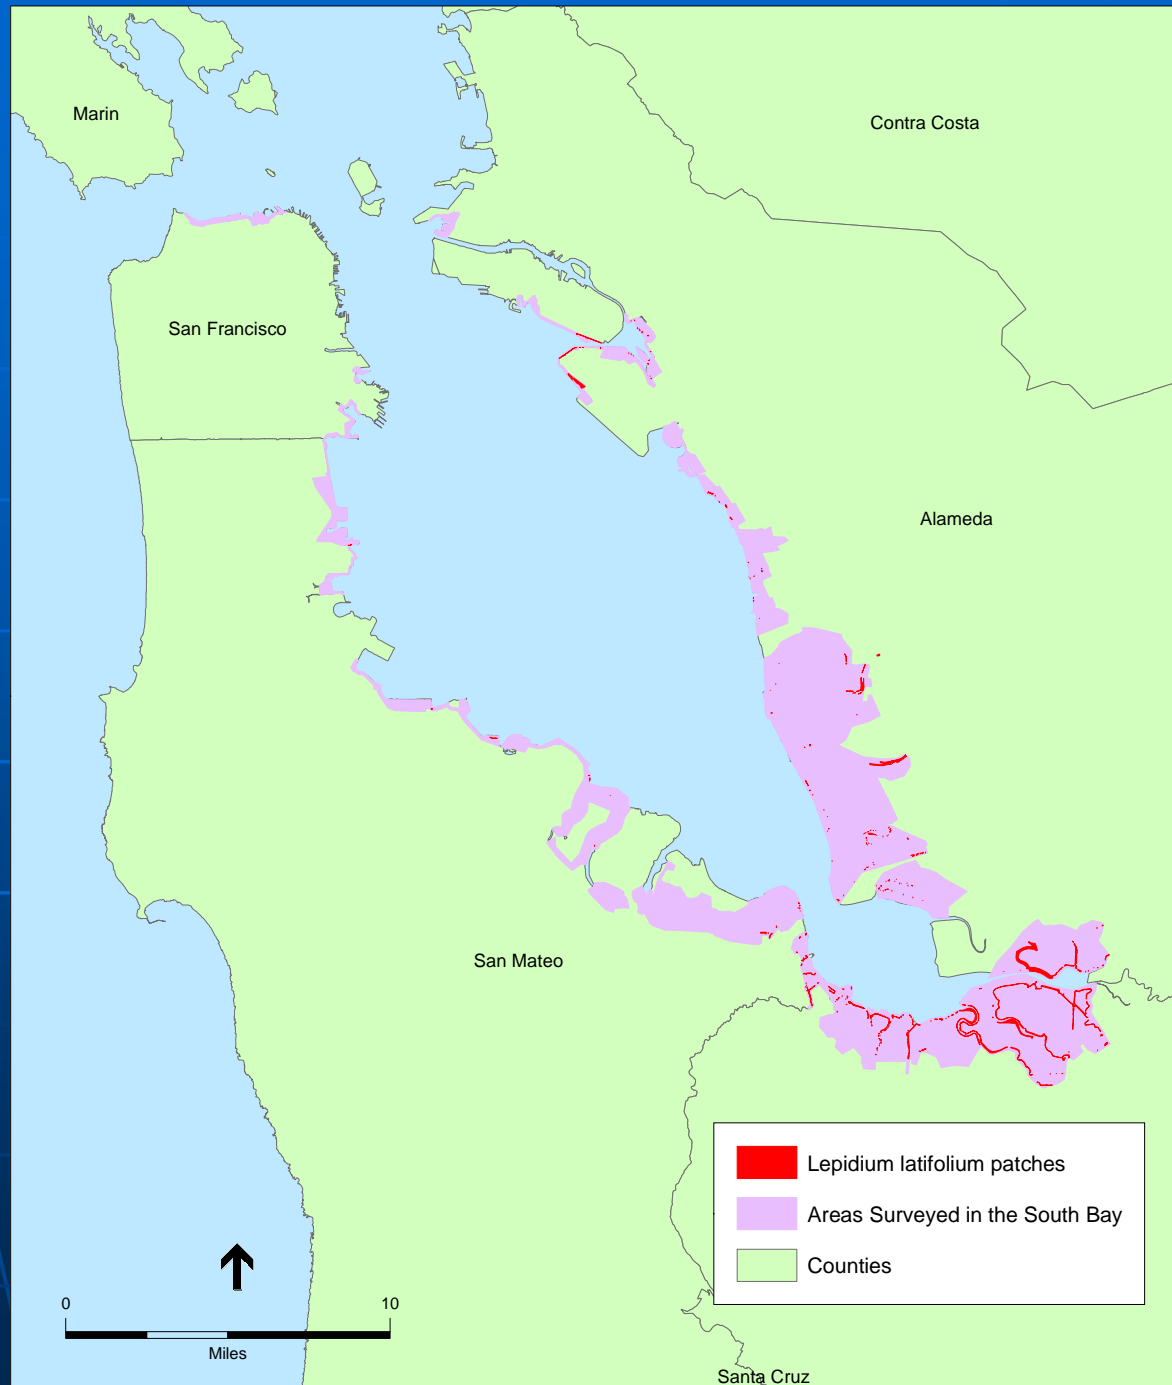 Marin
Contra Costa
San Francisco
Alameda
San Mateo
Lepidium latifolium patches
Areas Surveyed in the South Bay
Counties
0 10
Miles
Santa Cruz